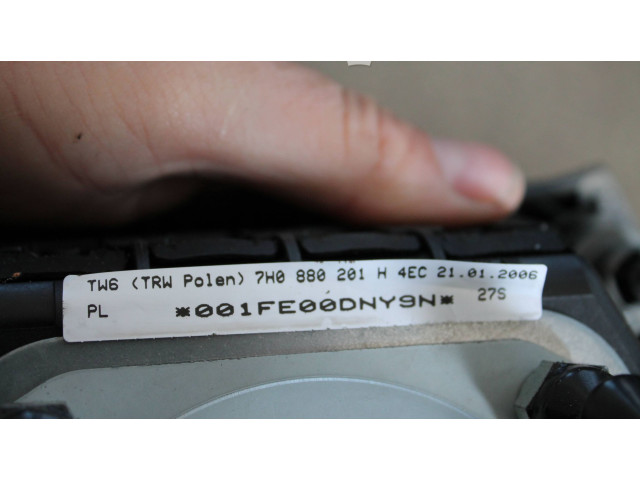 TW6 (TRW Polen) 7H0 880 201 H 4EC 21.01.2006
PL *001FE00DNY9N* 27S